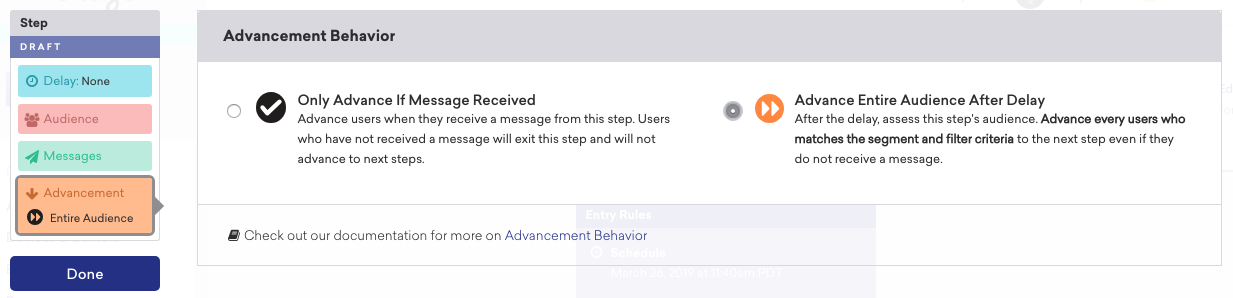 Step
DRAFT
Delay: None
Audience
Messages
Advancement
Entire Audience
Done
Advancement Behavior
Only Advance If Message Received
Advance users when they receive a message from this step. Users
who have not received a message will exit this step and will not
advance to next steps.
Advance Entire Audience After Delay
After the delay, assess this step's audience. Advance every users who
matches the segment and filter criteria to the next step even if they
do not receive a message.
Entry Rules
Check out our documentation for more on Advancement Behavior
Schedule
March 26, 2019 at 11:40am PDT